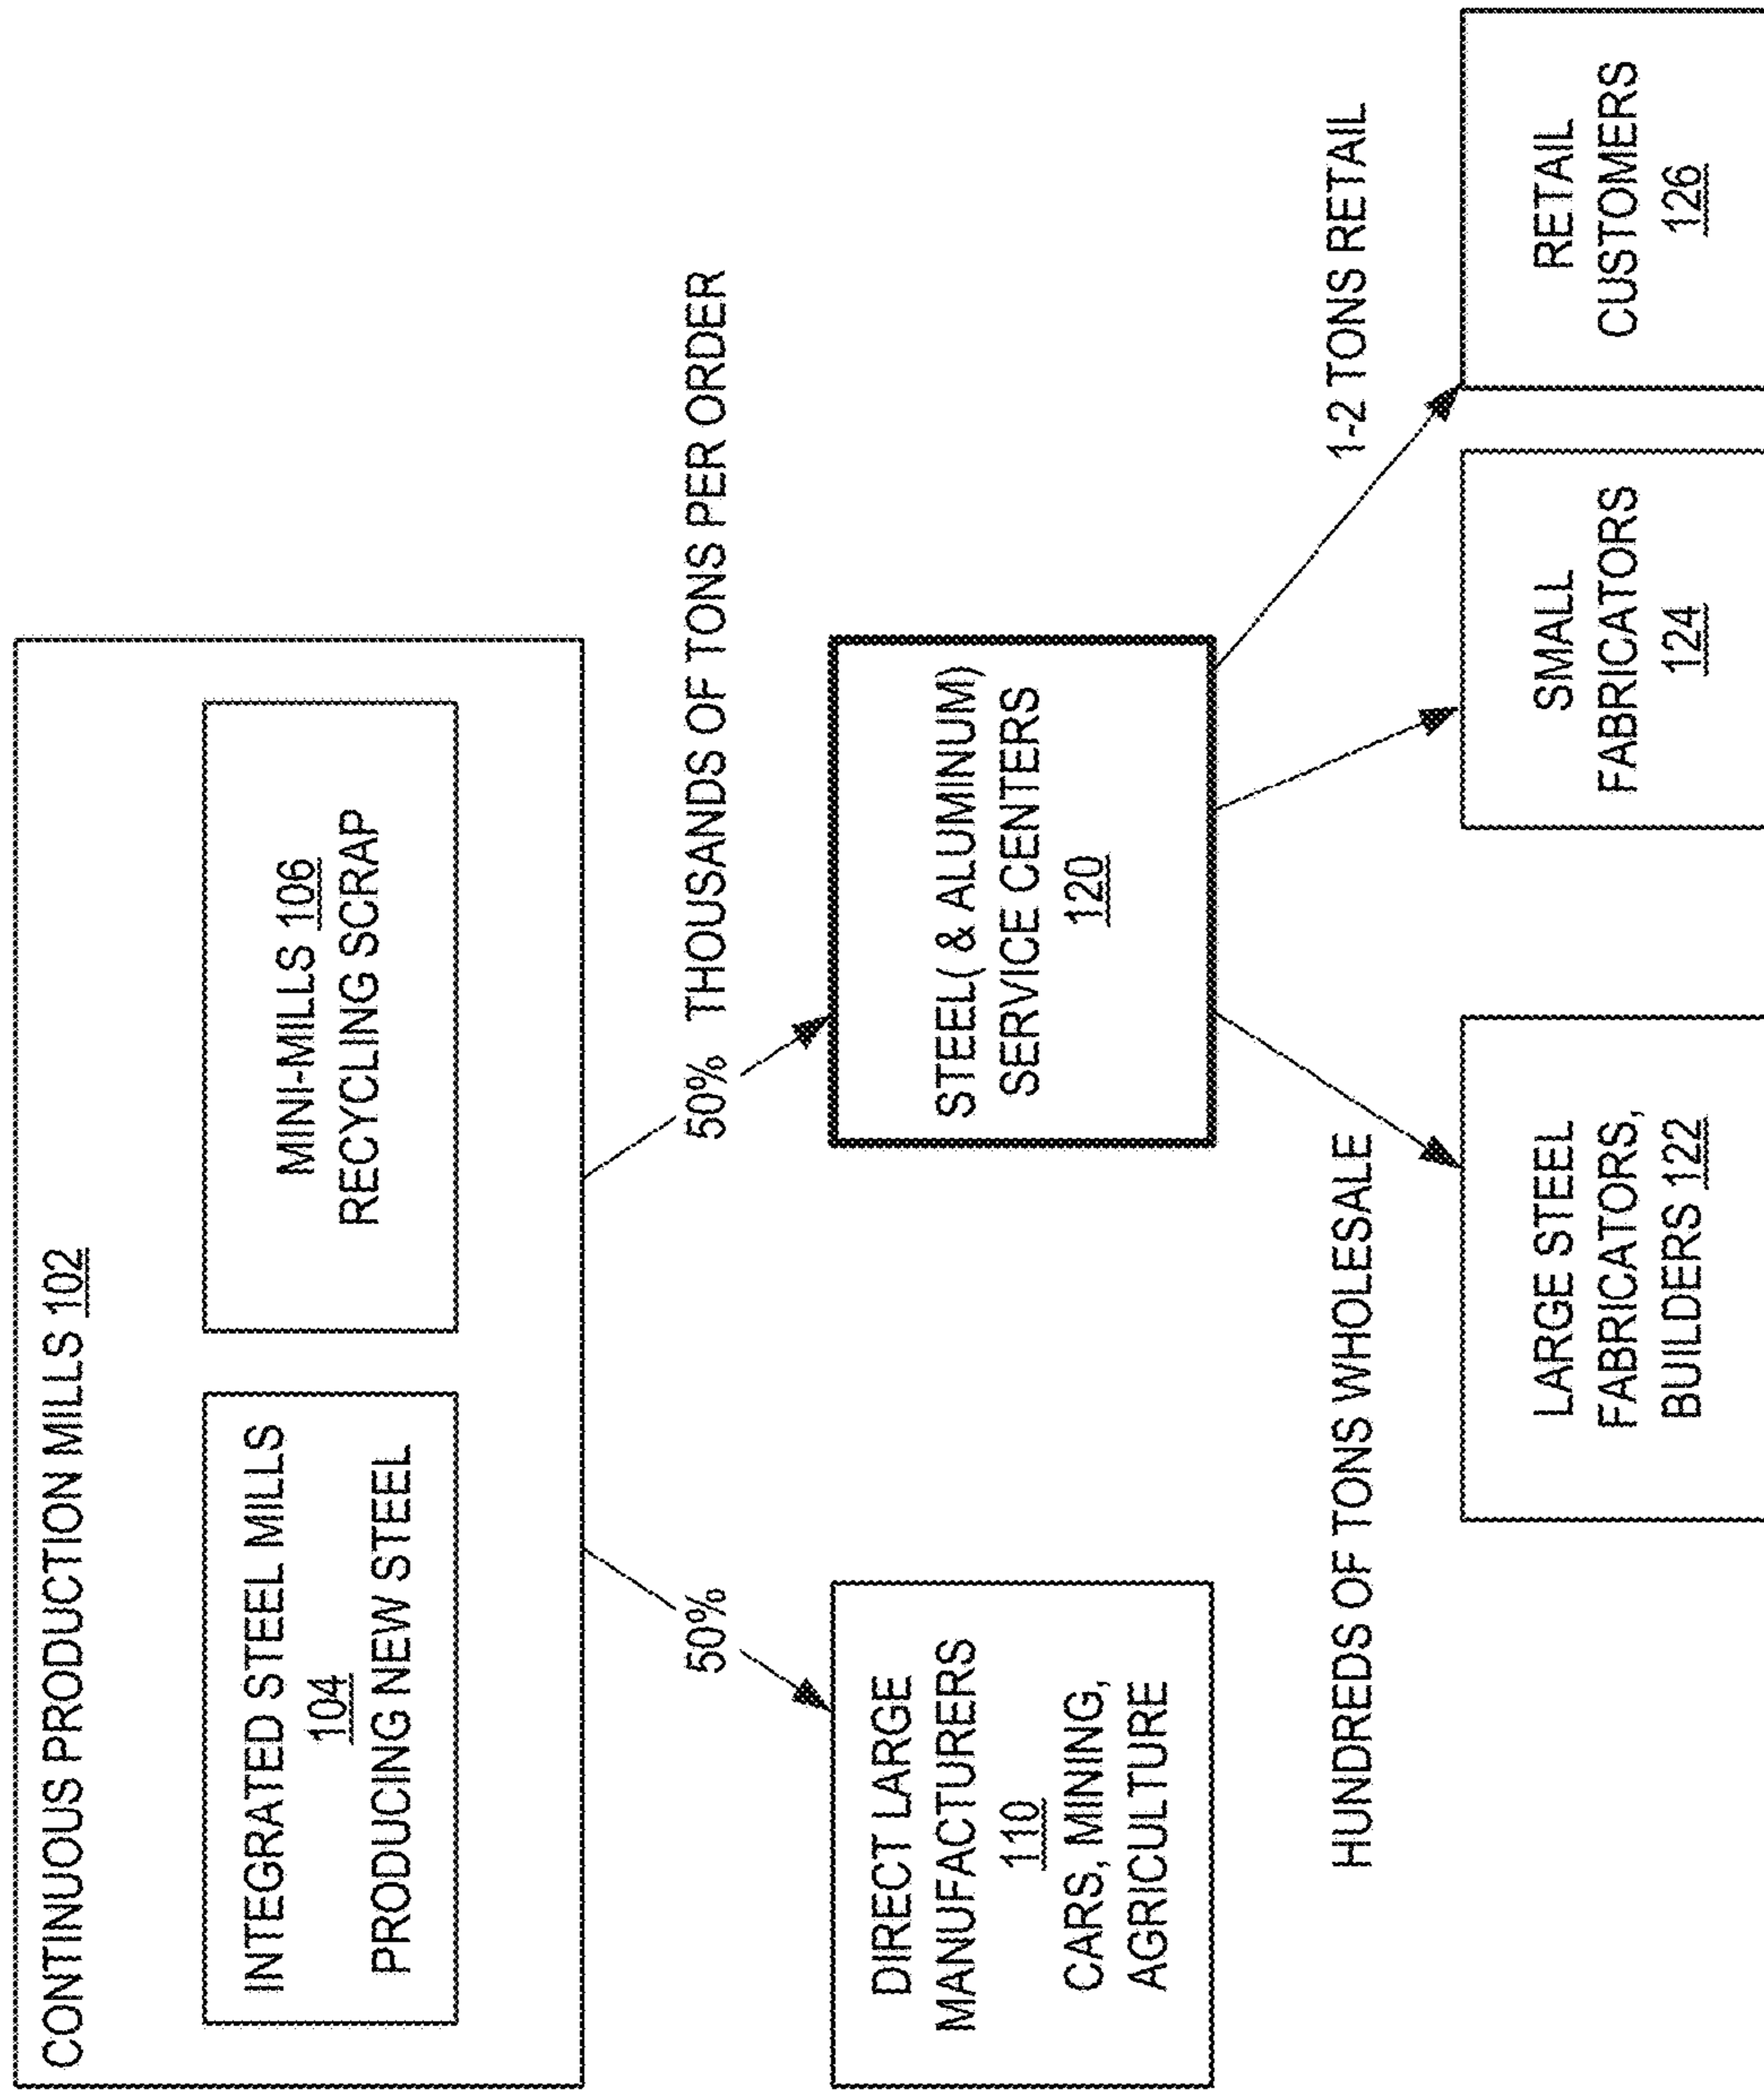 CONTINUOUS PRODUCTION MILLS 102
INTEGRATED STEEL MILLS
104
PRODUCING NEW STEEL
MINI-MILLS 106
RECYCLING SCRAP
50%
50%
THOUSANDS OF TONS PER ORDER
DIRECT LARGE
MANUFACTURERS
110
CARS, MINING,
AGRICULTURE
STEEL( & ALUMINUM)
SERVICE CENTERS
120
HUNDREDS OF TONS WHOLESALE
1-2 TONS RETAIL
LARGE STEEL
FABRICATORS,
BUILDERS 122
SMALL
FABRICATORS
124
RETAIL
CUSTOMERS
126